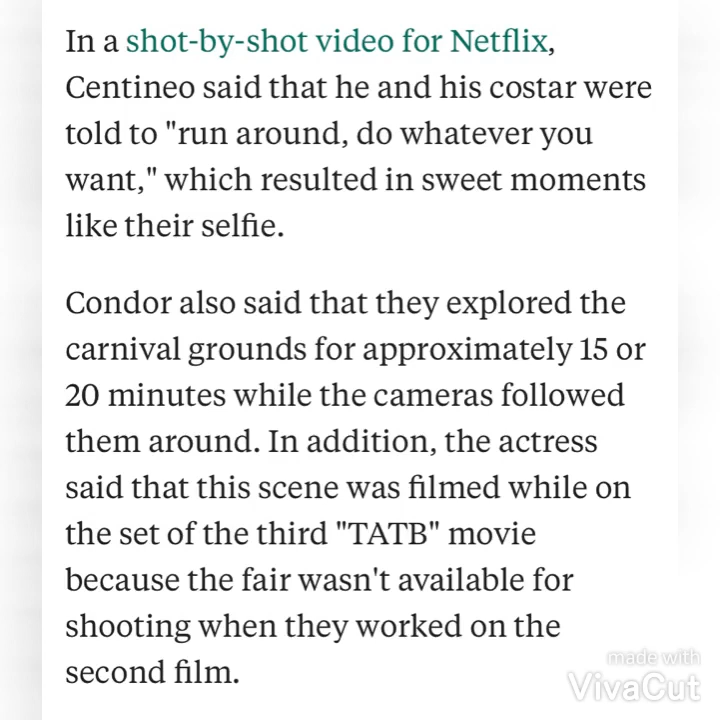 In a shot-by-shot video for Netflix,
Centineo said that he and his costar were
told to "run around, do whatever you
want," which resulted in sweet moments
like their selfie.
Condor also said that they explored the
carnival grounds for approximately 15 or
20 minutes while the cameras followed
them around. In addition, the actress
said that this scene was filmed while on
the set of the third "TATB" movie
because the fair wasn't available for
shooting when they worked on the
second film.
made with
VivaCut